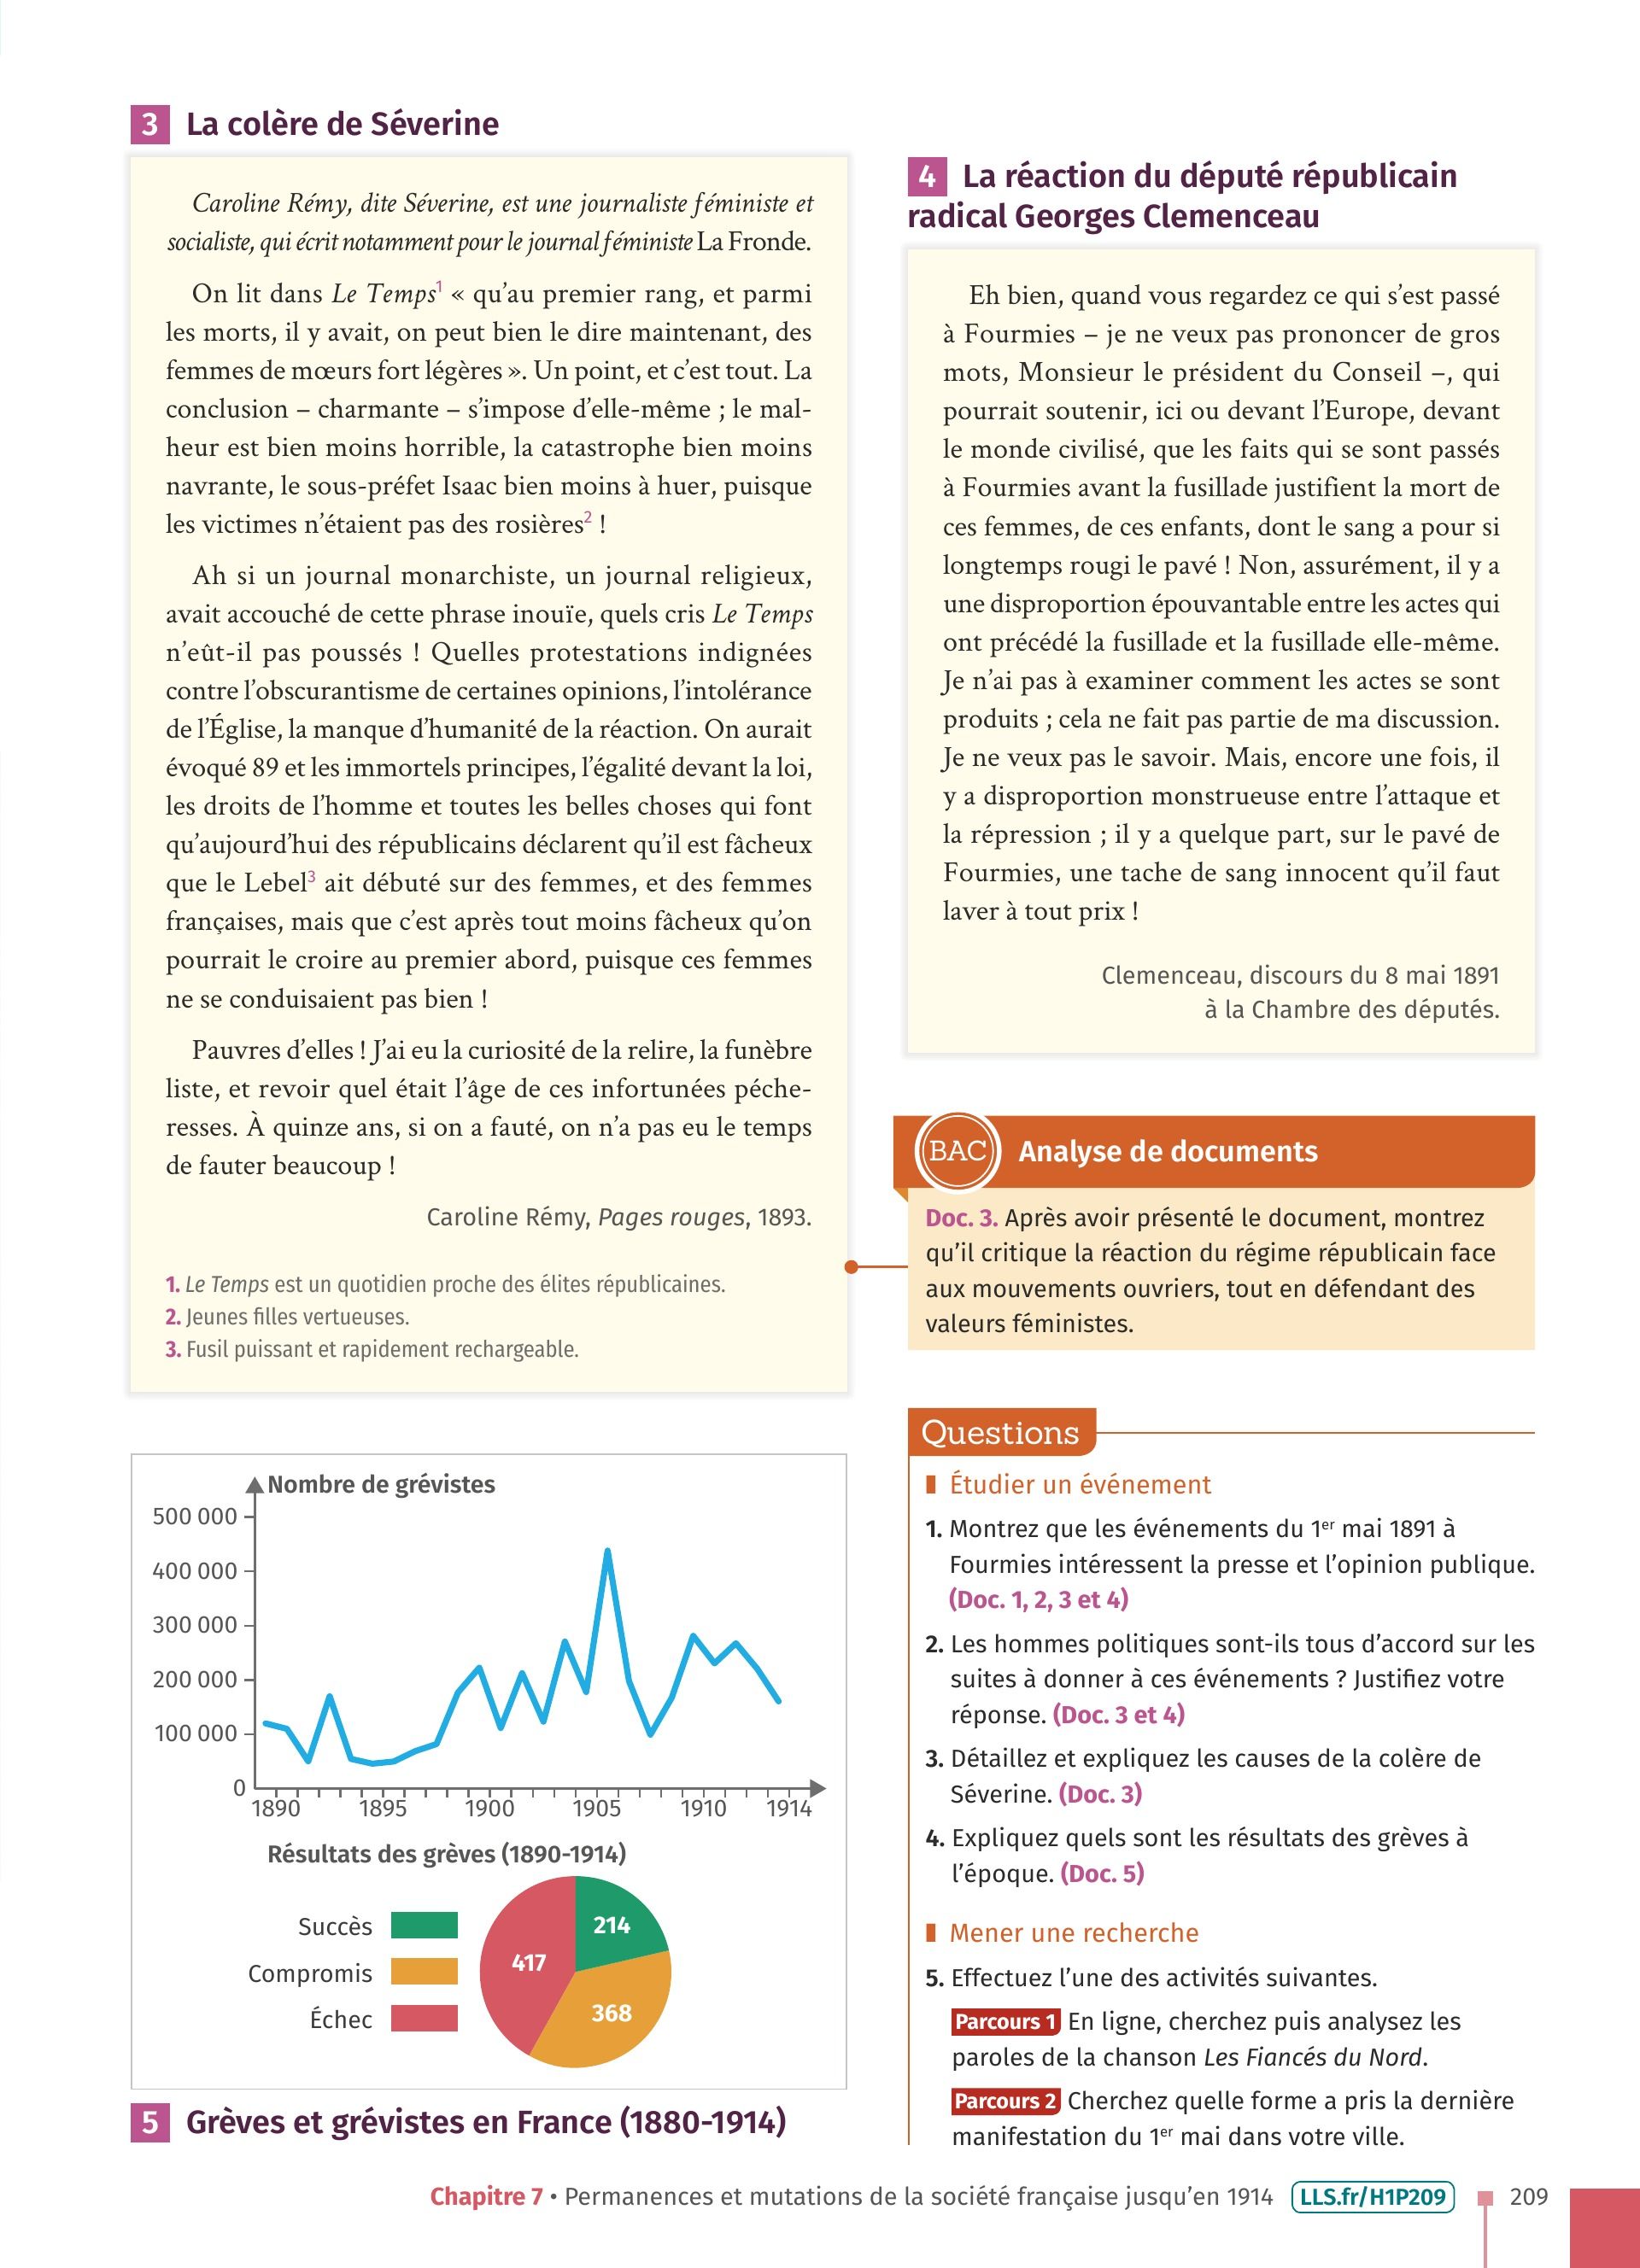 3 La colère de Séverine
Caroline Rémy, dite Séverine, est une journaliste féministe et
socialiste, qui écrit notamment pour le journal féministe La Fronde.
On lit dans Le Temps1 « qu’au premier rang, et parmi
les morts, il y avait, on peut bien le dire maintenant, des
femmes de mœurs fort légères ». Un point, et c’est tout. La
conclusion – charmante – s’impose d’elle-même ; le mal-
heur est bien moins horrible, la catastrophe bien moins
navrante, le sous-préfet Isaac bien moins à huer, puisque
les victimes n’étaient pas des rosières2 !
Ah si un journal monarchiste, un journal religieux,
avait accouché de cette phrase inouïe, quels cris Le Temps
n’eût-il pas poussés ! Quelles protestations indignées
contre l’obscurantisme de certaines opinions, l’intolérance
de l’Église, la manque d’humanité de la réaction. On aurait
évoqué 89 et les immortels principes, l’égalité devant la loi,
les droits de l’homme et toutes les belles choses qui font
qu’aujourd’hui des républicains déclarent qu’il est fâcheux
que le Lebel3 ait débuté sur des femmes, et des femmes
françaises, mais que c’est après tout moins fâcheux qu’on
pourrait le croire au premier abord, puisque ces femmes
ne se conduisaient pas bien !
Pauvres d’elles ! J’ai eu la curiosité de la relire, la funèbre
liste, et revoir quel était l’âge de ces infortunées péche-
resses. À quinze ans, si on a fauté, on n’a pas eu le temps
de fauter beaucoup !
Caroline Rémy, Pages rouges, 1893.
1. Le Temps est un quotidien proche des élites républicaines.
2. Jeunes filles vertueuses.
3. Fusil puissant et rapidement rechargeable.
Nombre de grévistes
500 000
400 000
300 000
200 000
100 000
0
1890 1895 1900 1905 1910 1914
Résultats des grèves (1890-1914)
Succès
Compromis
Échec
214
417
368
5 Grèves et grévistes en France (1880-1914)
4 La réaction du député républicain
radical Georges Clemenceau
Eh bien, quand vous regardez ce qui s’est passé
à Fourmies – je ne veux pas prononcer de gros
mots, Monsieur le président du Conseil –, qui
pourrait soutenir, ici ou devant l’Europe, devant
le monde civilisé, que les faits qui se sont passés
à Fourmies avant la fusillade justifient la mort de
ces femmes, de ces enfants, dont le sang a pour si
longtemps rougi le pavé ! Non, assurément, il y a
une disproportion épouvantable entre les actes qui
ont précédé la fusillade et la fusillade elle-même.
Je n’ai pas à examiner comment les actes se sont
produits ; cela ne fait pas partie de ma discussion.
Je ne veux pas le savoir. Mais, encore une fois, il
y a disproportion monstrueuse entre l’attaque et
la répression ; il y a quelque part, sur le pavé de
Fourmies, une tache de sang innocent qu’il faut
laver à tout prix !
Clemenceau, discours du 8 mai 1891
à la Chambre des députés.
BAC Analyse de documents
Doc. 3. Après avoir présenté le document, montrez
qu’il critique la réaction du régime républicain face
aux mouvements ouvriers, tout en défendant des
valeurs féministes.
Questions
Étudier un événement
1. Montrez que les événements du 1er mai 1891 à
Fourmies intéressent la presse et l’opinion publique.
(Doc. 1, 2, 3 et 4)
2. Les hommes politiques sont-ils tous d’accord sur les
suites à donner à ces événements ? Justifiez votre
réponse. (Doc. 3 et 4)
3. Détaillez et expliquez les causes de la colère de
Séverine. (Doc. 3)
4. Expliquez quels sont les résultats des grèves à
l’époque. (Doc. 5)
Mener une recherche
5. Effectuez l’une des activités suivantes.
Parcours 1 En ligne, cherchez puis analysez les
paroles de la chanson Les Fiancés du Nord.
Parcours 2 Cherchez quelle forme a pris la dernière
manifestation du 1er mai dans votre ville.
Chapitre 7 • Permanences et mutations de la société française jusqu’en 1914 LLS.fr/H1P209 209